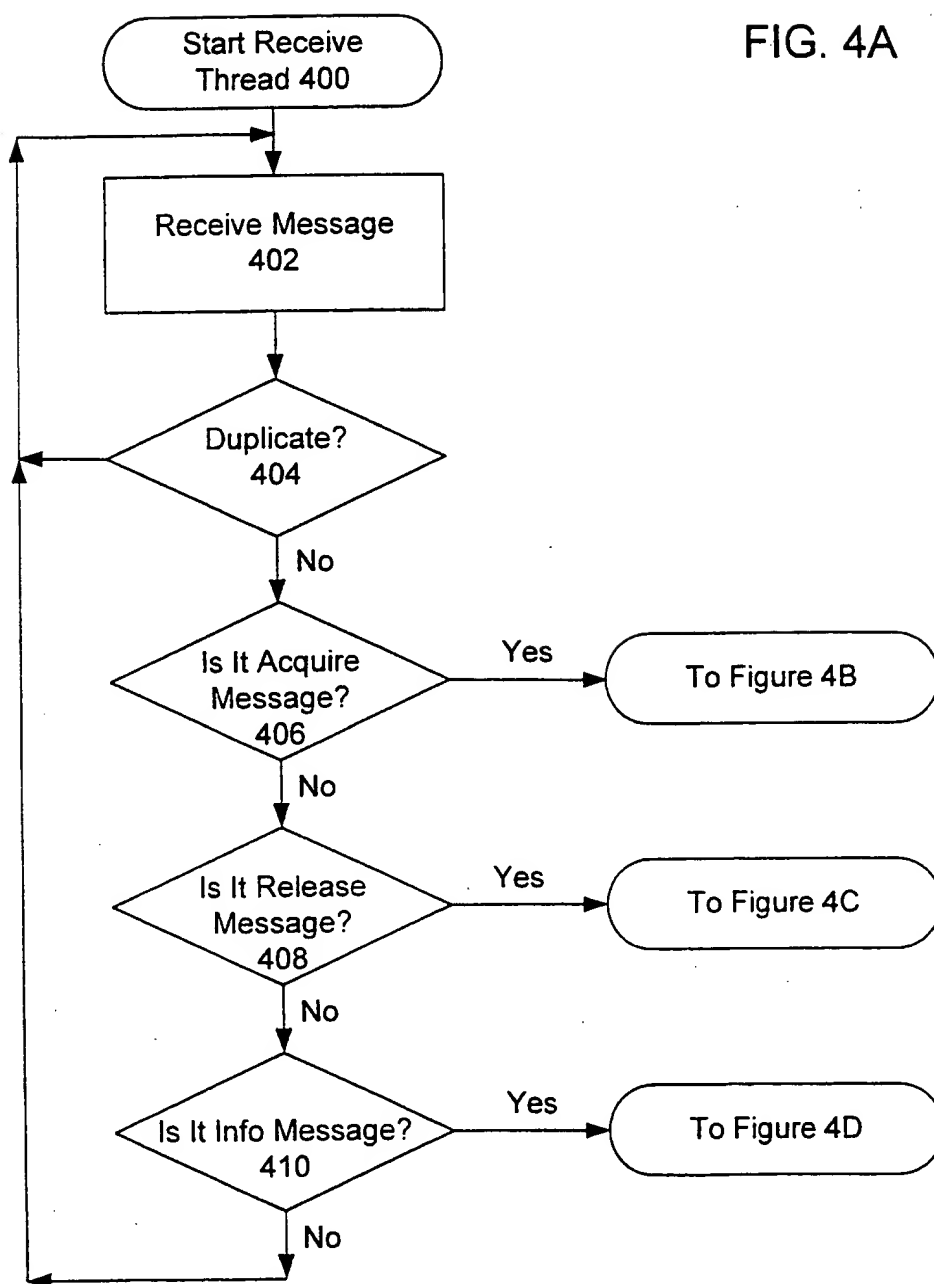 FIG. 4A
Start Receive
Thread 400
Receive Message
402
Duplicate?
404
No
Is It Acquire
Message?
406
Yes
To Figure 4B
No
Is It Release
Message?
408
Yes
To Figure 4C
No
Is It Info Message?
410
Yes
To Figure 4D
No